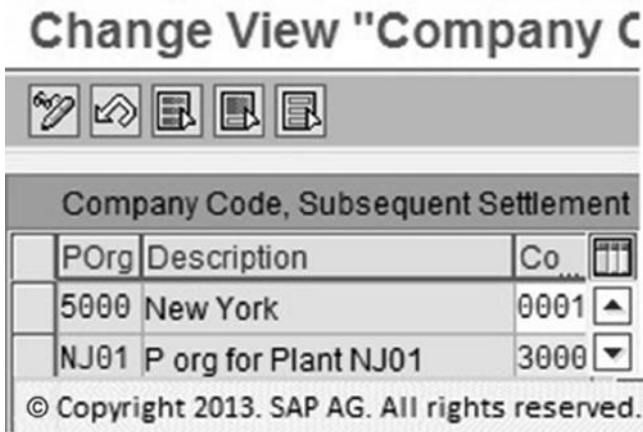 Change View "Company C
Company Code, Subsequent Settlement
POrg Description Co...
5000 New York 0001
NJ01 P org for Plant NJ01 3000
© Copyright 2013. SAP AG. All rights reserved.